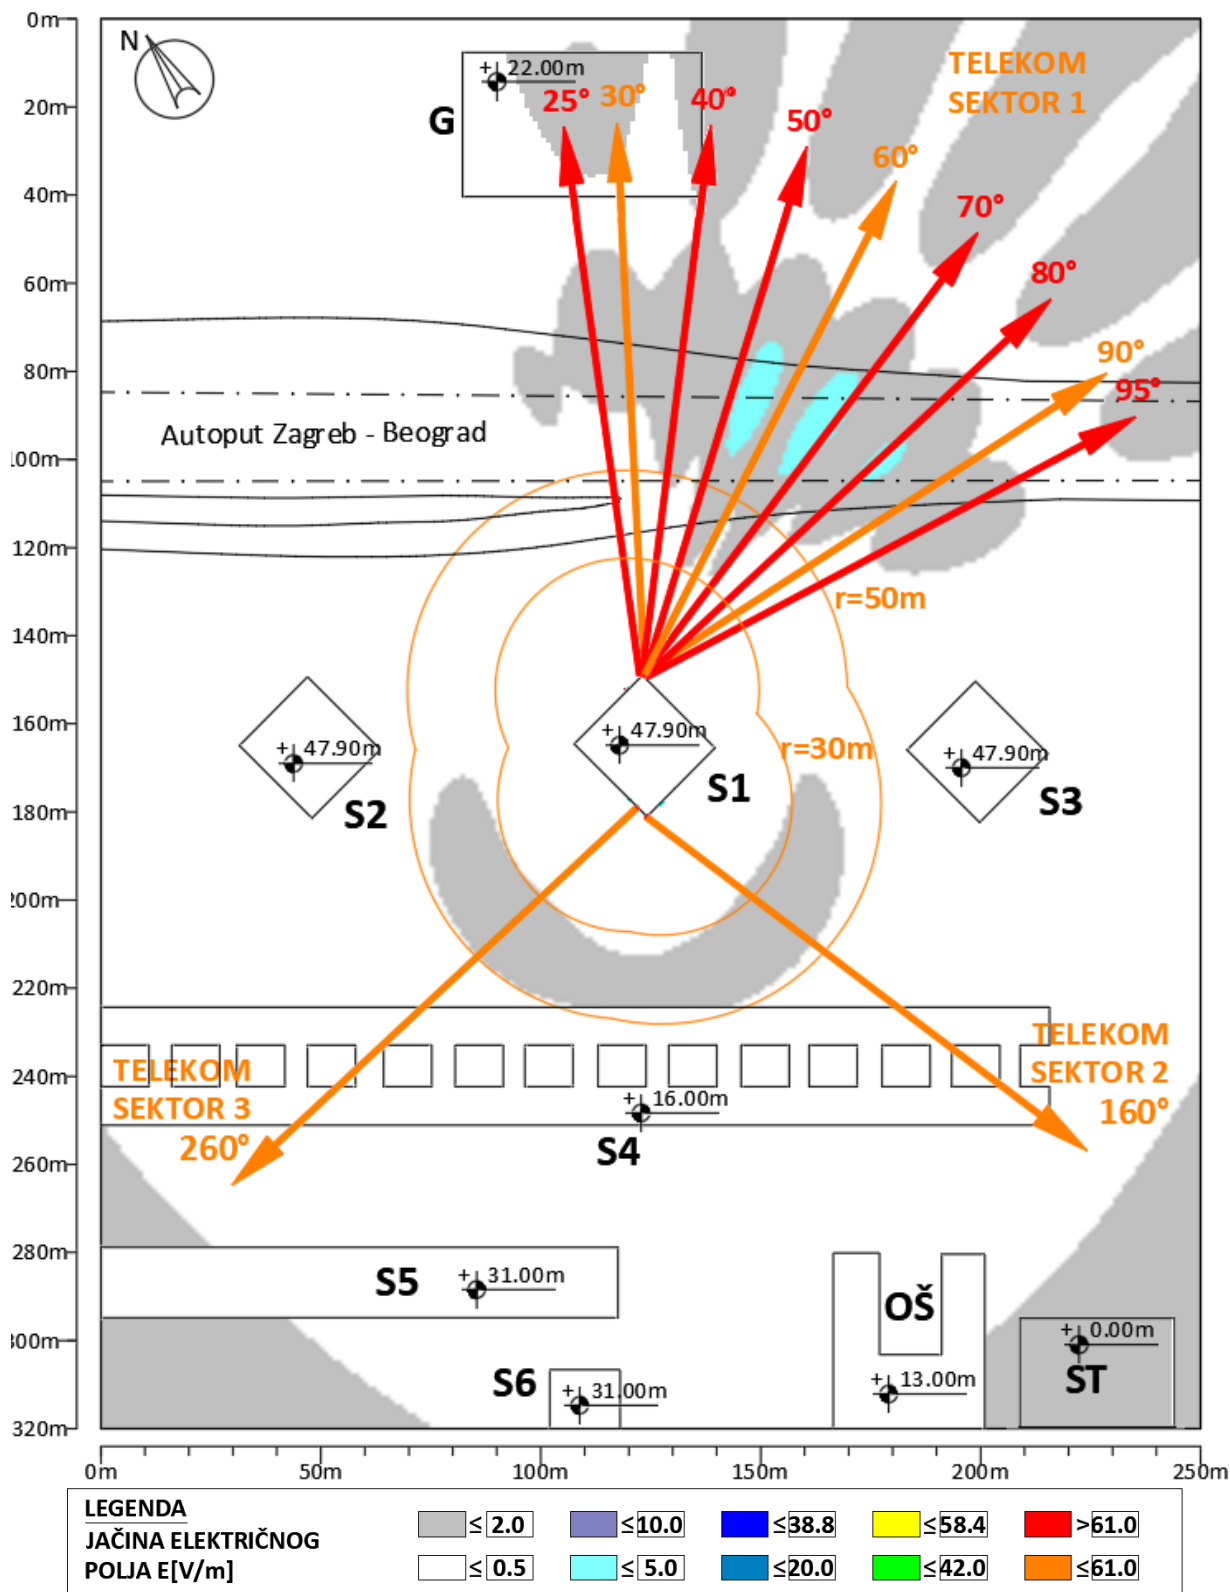 0m
N
22.00m
TELEKOM
SEKTOR 1
25°
30°
40°
G
50°
20m
60°
40m
70°
60m
80°
80m
90°
95°
Autoput Zagreb - Beograd
100m
120m
r=50m
140m
160m
47.90m
47.90m
r=30m
47.90m
S2
S1
S3
180m
200m
220m
TELEKOM
SEKTOR 2
160°
240m
TELEKOM
SEKTOR 3
260°
16.00m
S4
260m
280m
S5
31.00m
OŠ
300m
0.00m
ST
S6
31.00m
13.00m
320m
0m 50m 100m 150m 200m 250m
LEGENDA
JAČINA ELEKTRIČNOG
POLJA E[V/m]
≤ 2.0 ≤10.0 ≤38.8 ≤58.4 >61.0
≤ 0.5 ≤ 5.0 ≤20.0 ≤42.0 ≤61.0